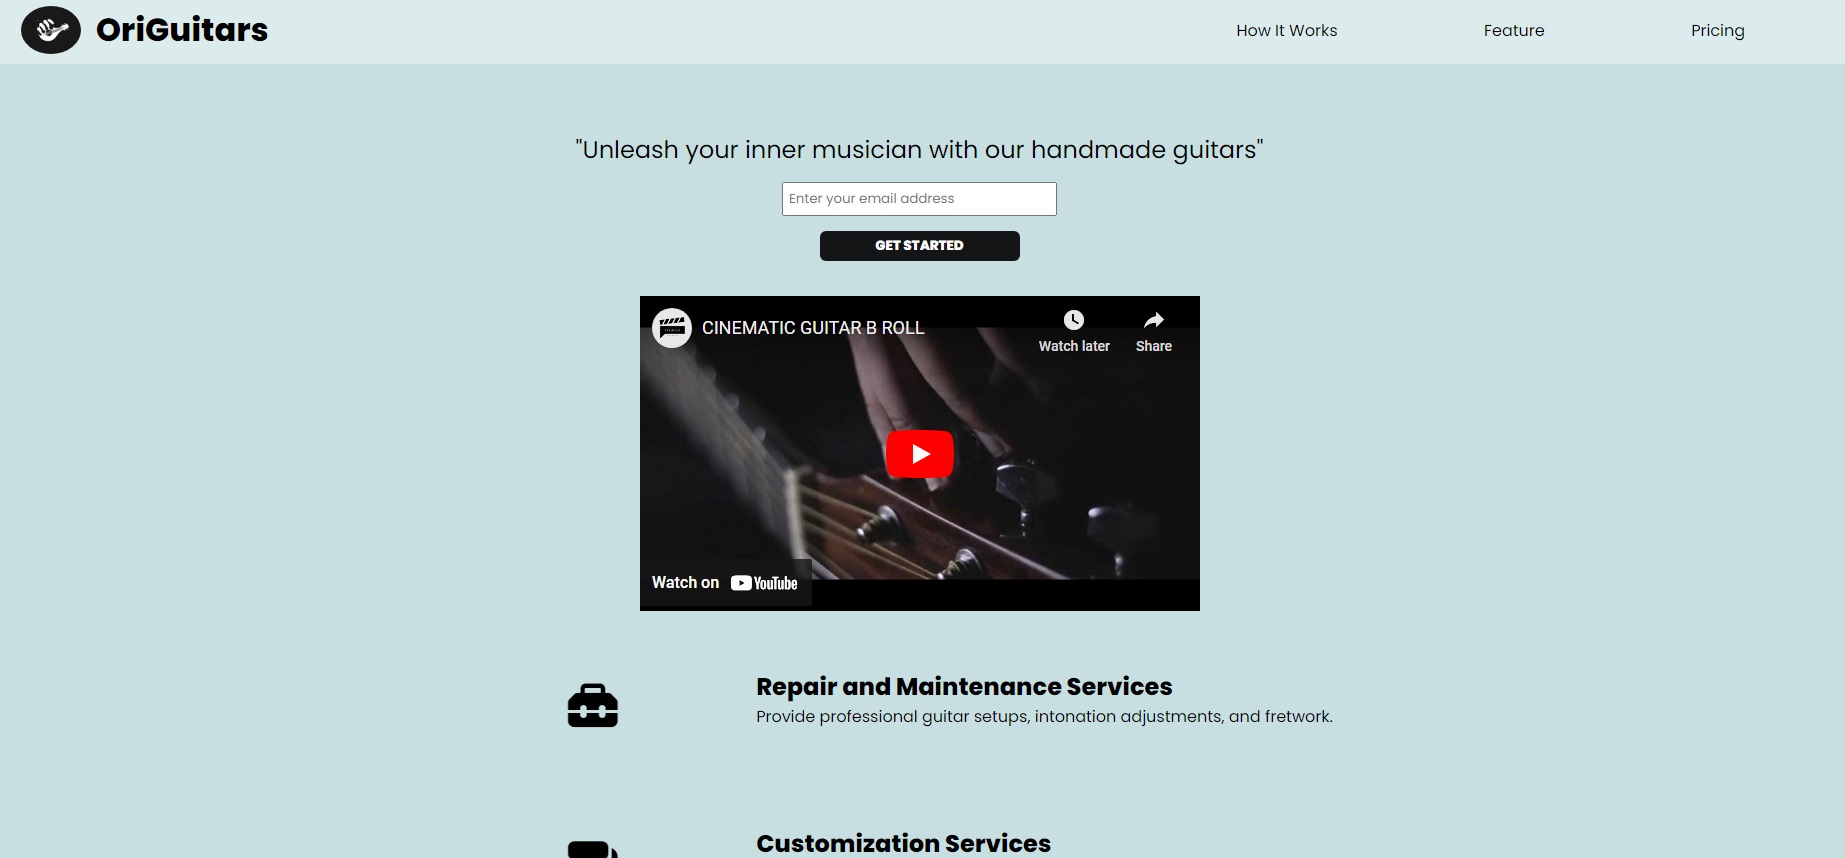 OriGuitars
How It Works
Feature
Pricing
"Unleash your inner musician with our handmade guitars"
Enter your email address
GET STARTED
CINEMATIC GUITAR B ROLL
Watch later
Share
Watch on YouTube
Repair and Maintenance Services
Provide professional guitar setups, intonation adjustments, and fretwork.
Customization Services